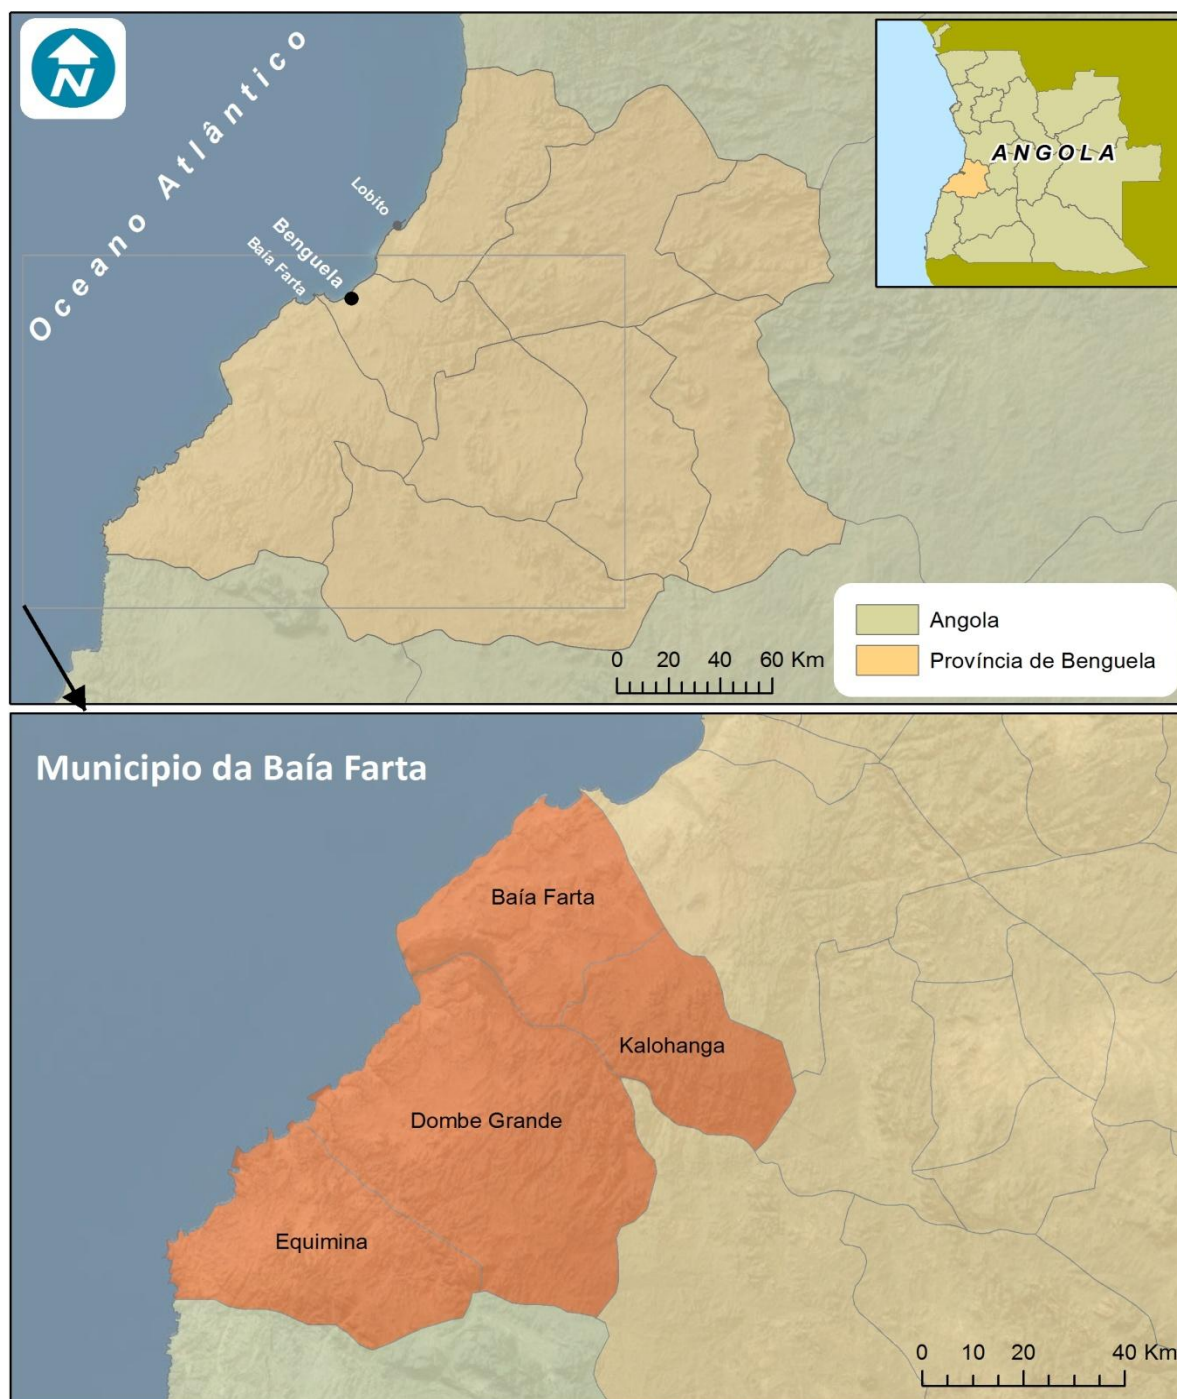 N
Oceano Atlântico
Lobito
Benguela
Baía Farta
ANGOLA
Angola
Província de Benguela
0 20 40 60 Km
Municipio da Baía Farta
Baía Farta
Kalohanga
Dombe Grande
Equimina
0 10 20 40 Km